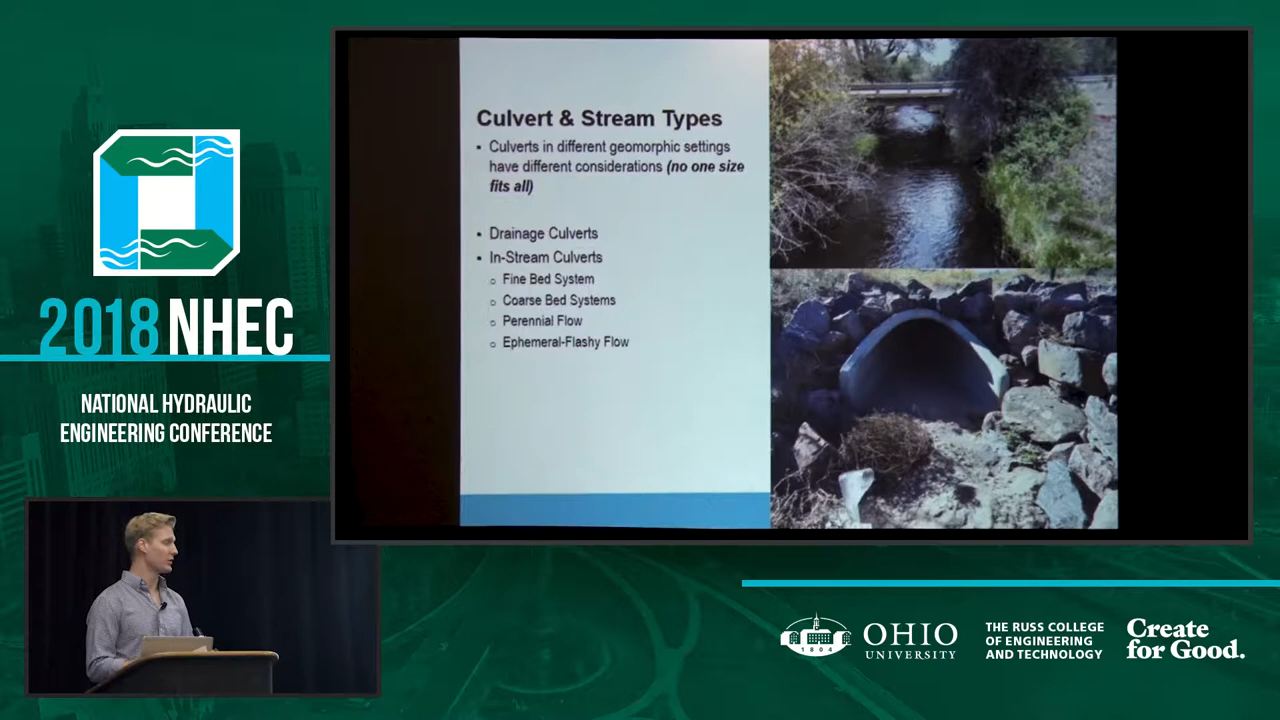 2018 NHEC
NATIONAL HYDRAULIC
ENGINEERING CONFERENCE
Culvert & Stream Types
• Culverts in different geomorphic settings
have different considerations (no one size
fits all)
• Drainage Culverts
• In-Stream Culverts
o Fine Bed System
o Coarse Bed Systems
o Perennial Flow
o Ephemeral-Flashy Flow
1804
OHIO
UNIVERSITY
THE RUSS COLLEGE
OF ENGINEERING
AND TECHNOLOGY
Create
for Good.